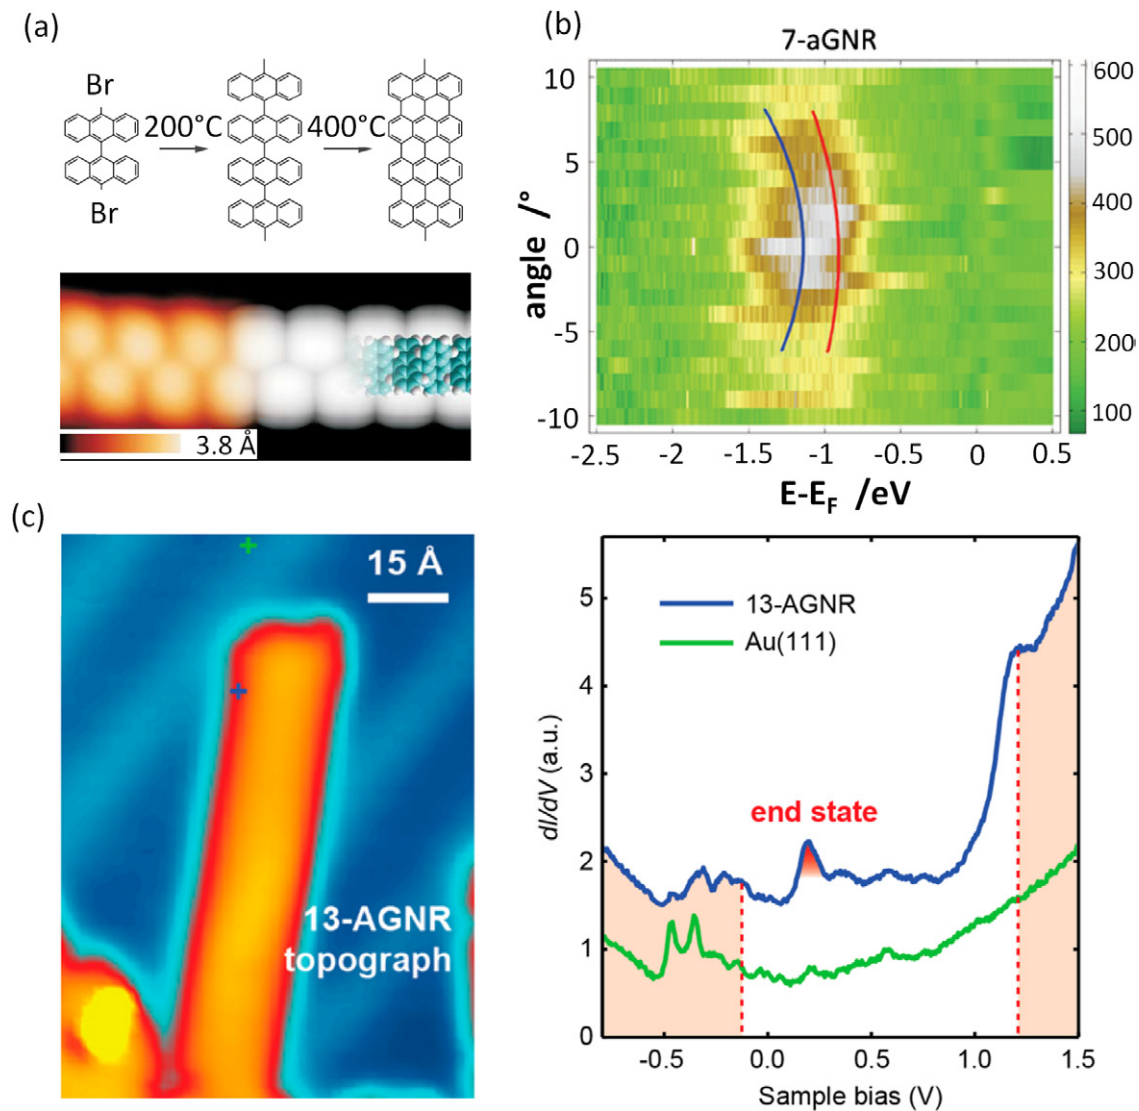 (a)
Br
200°C
400°C
Br
3.8 Å
(b)
7-aGNR
angle /°
10
5
0
-5
-10
-2.5 -2 -1.5 -1 0 0.5
E-E_F /eV
600
500
400
300
200
100
(c)
15 Å
13-AGNR
topograph
13-AGNR
Au(111)
end state
dI/dV (a.u.)
5
4
3
2
1
0
-0.5 0.0 0.5 1.0 1.5
Sample bias (V)